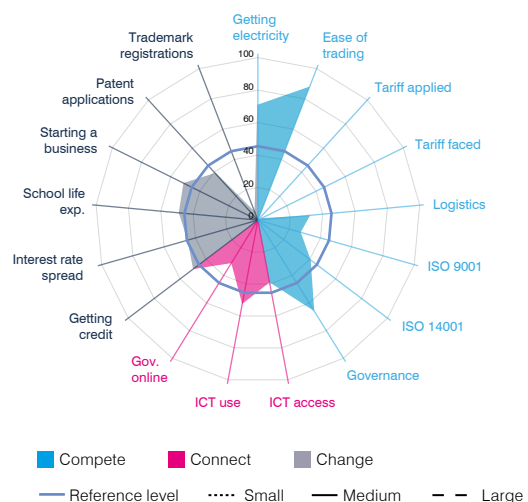 Getting
electricity
Ease of
trading
Tariff applied
Tariff faced
Logistics
ISO 9001
ISO 14001
Governance
ICT access
ICT use
Gov.
online
Getting
credit
Interest rate
spread
School life
exp.
Starting a
business
Patent
applications
Trademark
registrations
100
80
60
40
20
0
Compete
Connect
Change
Reference level
Small
Medium
Large